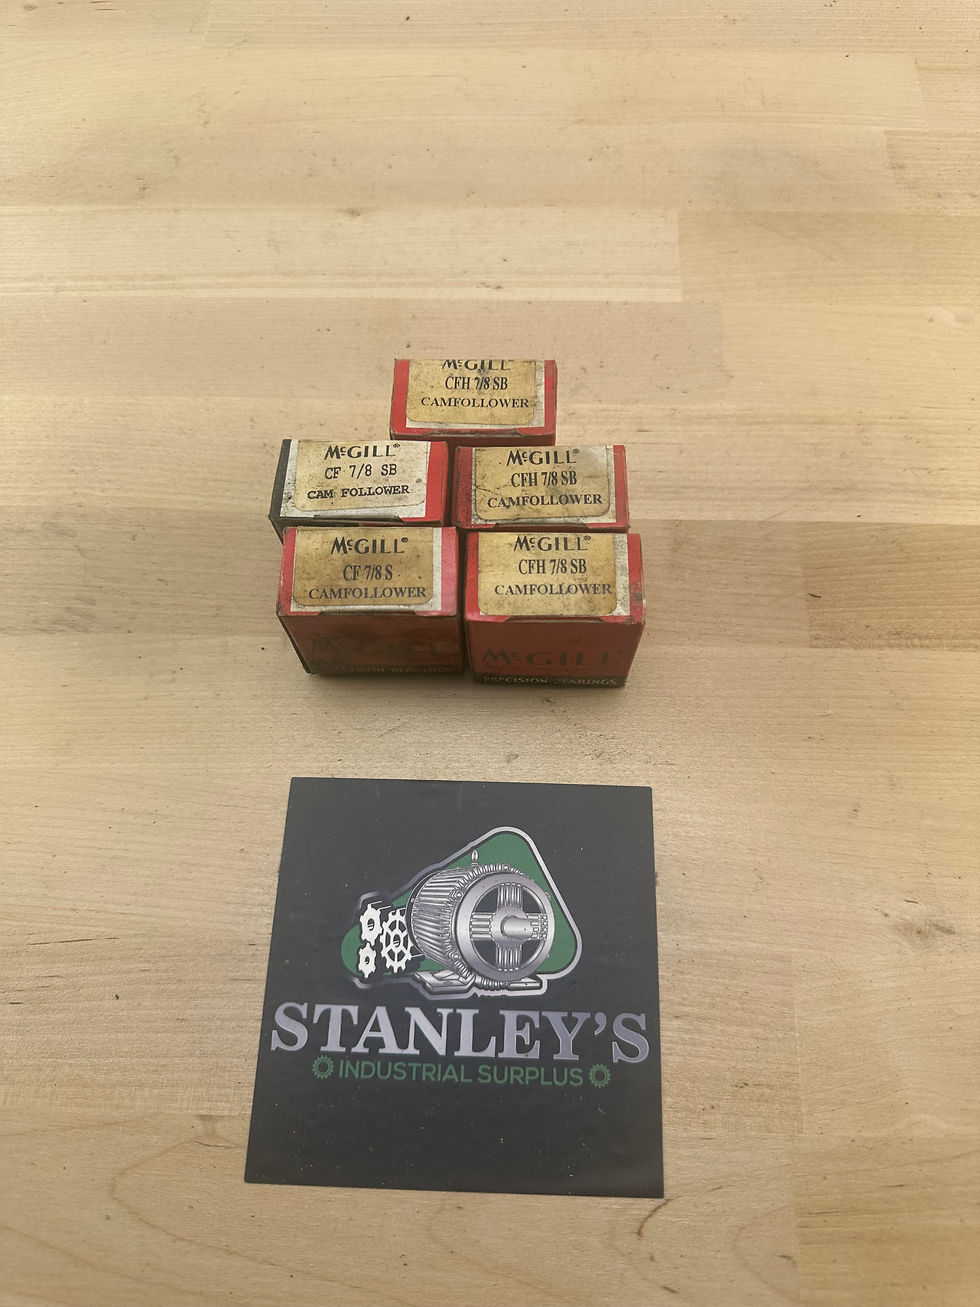 McGILL
CFH 7/8 SB
CAMFOLLOWER
McGILL®
CF 7/8 SB
CAM FOLLOWER
McGILL®
CFH 7/8 SB
CAMFOLLOWER
McGILL®
CF 7/8 S
CAMFOLLOWER
McGILL®
CFH 7/8 SB
CAMFOLLOWER
BEARINGS
McGILL
PRECISION BEARINGS
STANLEY'S
INDUSTRIAL SURPLUS